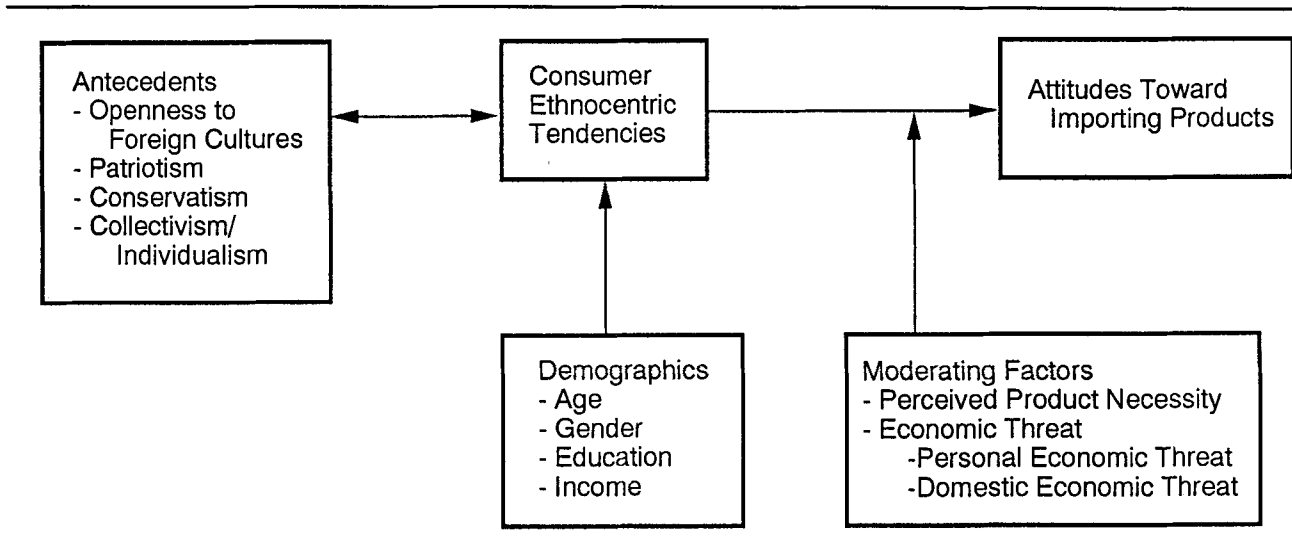 Antecedents
- Openness to
Foreign Cultures
- Patriotism
- Conservatism
- Collectivism/
Individualism
Consumer
Ethnocentric
Tendencies
Attitudes Toward
Importing Products
Demographics
- Age
- Gender
- Education
- Income
Moderating Factors
- Perceived Product Necessity
- Economic Threat
-Personal Economic Threat
-Domestic Economic Threat